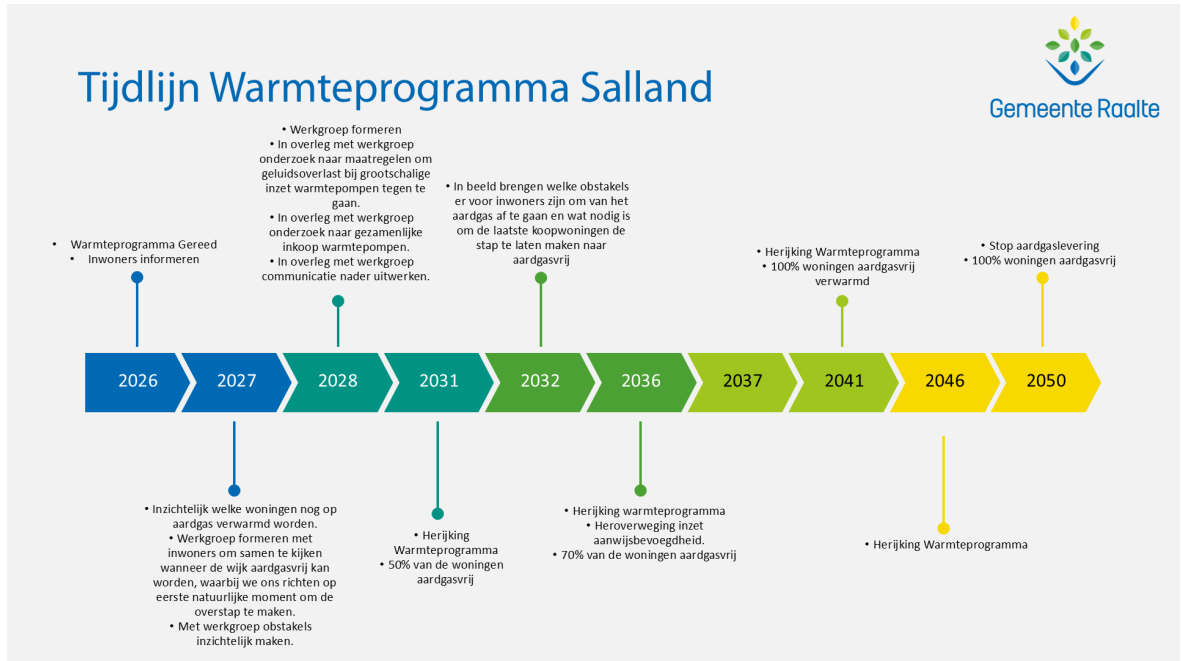 Tijdlijn Warmteprogramma Salland
Gemeente Raalte
• Warmteprogramma Gereed
• Inwoners informeren
• Werkgroep formeren
• In overleg met werkgroep
onderzoek naar maatregelen om
geluidsoverlast bij grootschalige
inzet warmtepompen tegen te
gaan.
• In overleg met werkgroep
onderzoek naar gezamenlijke
inkoop warmtepompen.
• In overleg met werkgroep
communicatie nader uitwerken.
• In beeld brengen welke obstakels
er voor inwoners zijn om van het
aardgas af te gaan en wat nodig is
om de laatste koopwoningen de
stap te laten maken naar
aardgasvrij
• Herijking Warmteprogramma
• 100% woningen aardgasvrij
verwarmd
• Stop aardgaslevering
• 100% woningen aardgasvrij
2026 2027 2028 2031 2032 2036 2037 2041 2046 2050
• Inzichtelijk welke woningen nog op
aardgas verwarmd worden.
• Werkgroep formeren met
inwoners om samen te kijken
wanneer de wijk aardgasvrij kan
worden, waarbij we ons richten op
eerste natuurlijke moment om de
overstap te maken.
• Met werkgroep obstakels
inzichtelijk maken.
• Herijking
Warmteprogramma
• 50% van de woningen
aardgasvrij
• Herijking warmteprogramma
• Heroverweging inzet
aanwijsbevoegdheid.
• 70% van de woningen aardgasvrij
• Herijking Warmteprogramma